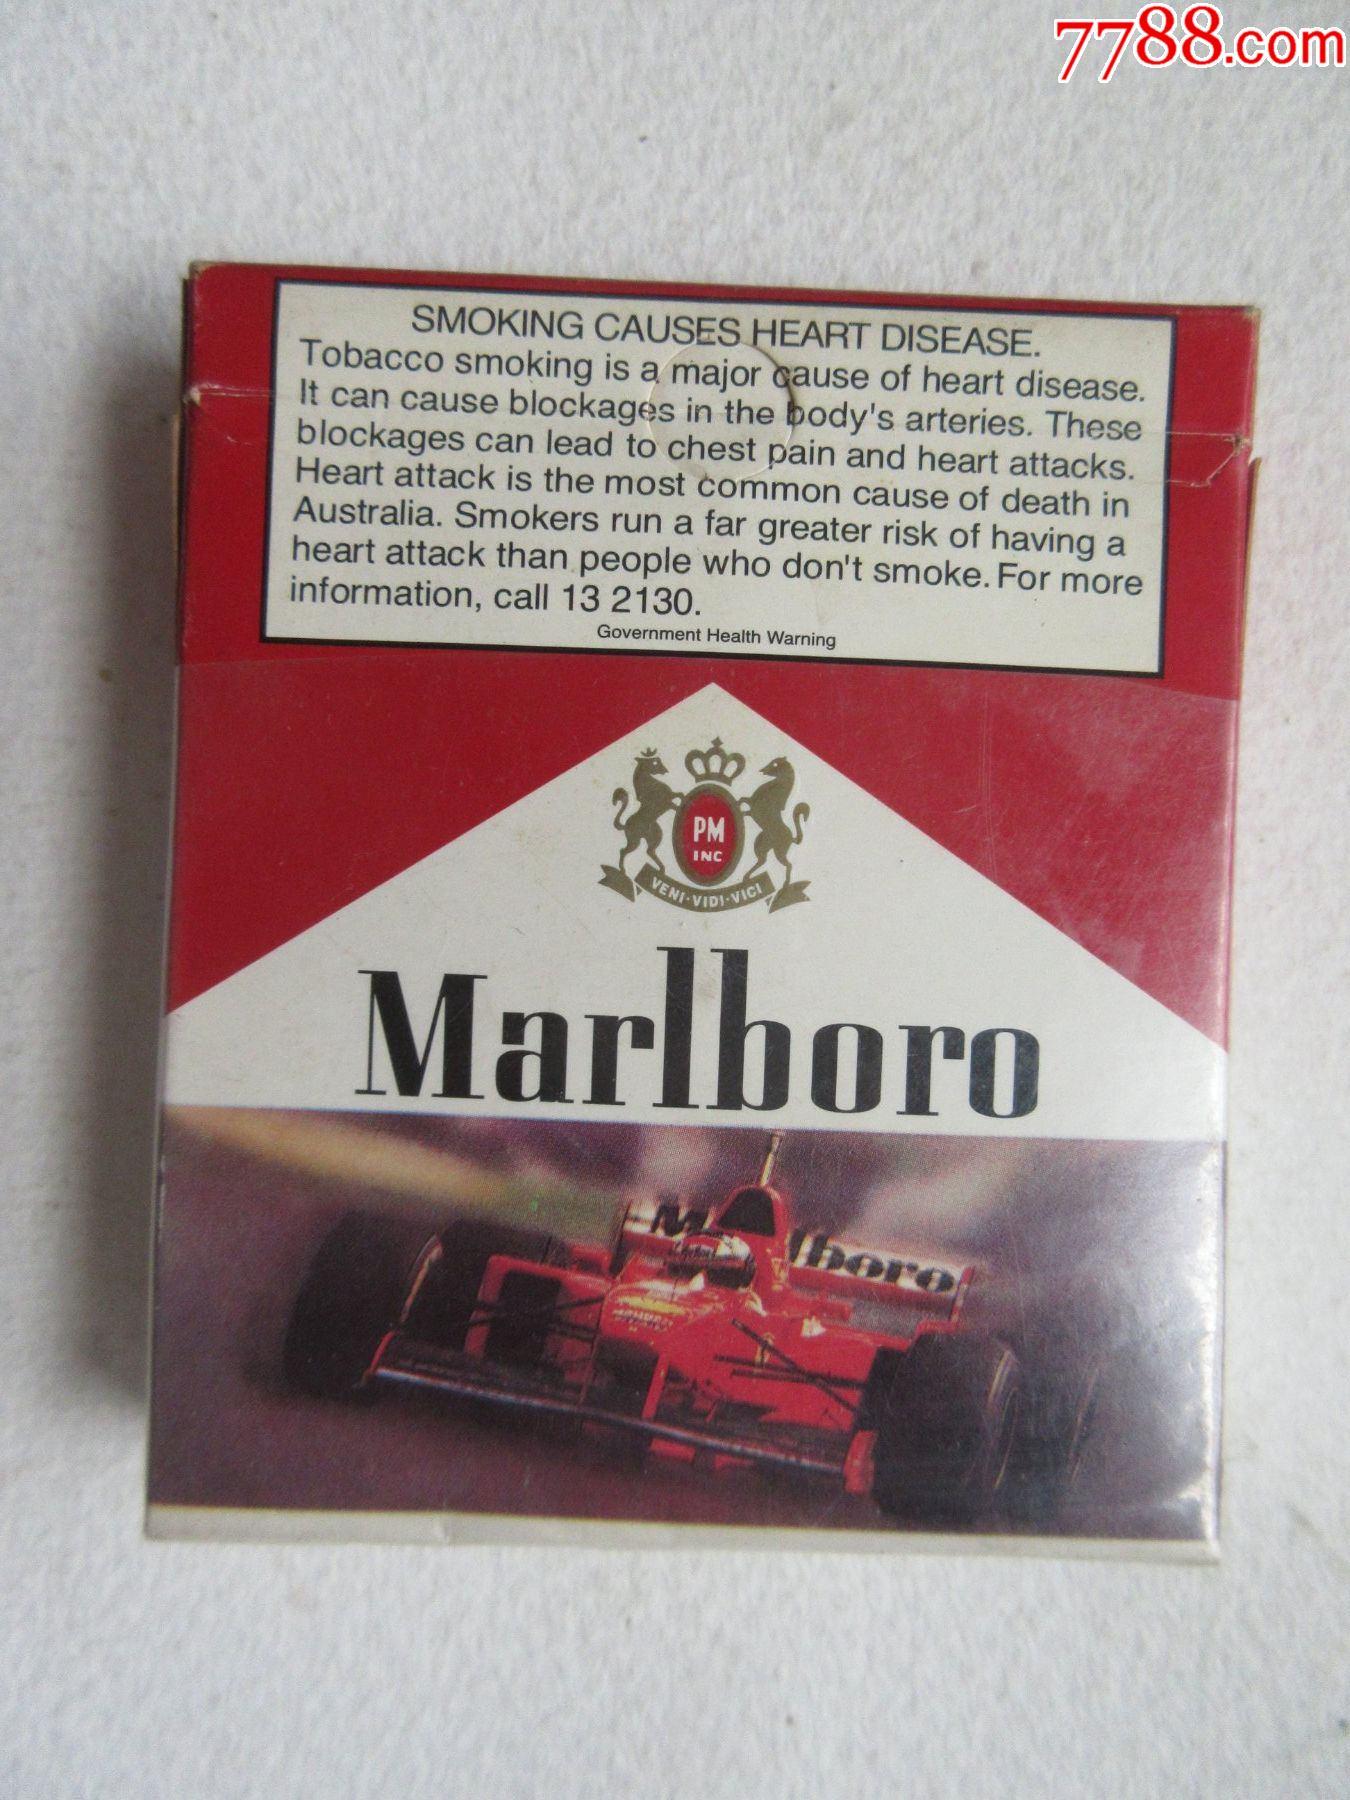 7788.com
SMOKING CAUSES HEART DISEASE.
Tobacco smoking is a major cause of heart disease.
It can cause blockages in the body's arteries. These
blockages can lead to chest pain and heart attacks.
Heart attack is the most common cause of death in
Australia. Smokers run a far greater risk of having a
heart attack than people who don't smoke. For more
information, call 13 2130.
Government Health Warning
PM
INC
VENI·VIDI·VICI
Marlboro
Marlboro